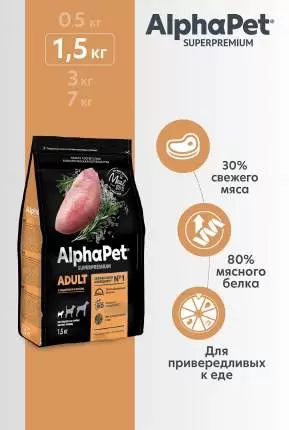 0.5 кг
1,5 кг
3 кг
7 кг
AlphaPet®
SUPERPREMIUM
30%
свежего
мяса
80%
мясного
белка
Для
привередливых
к еде
AlphaPet®
SUPERPREMIUM
ADULT
№1
1,5 кг